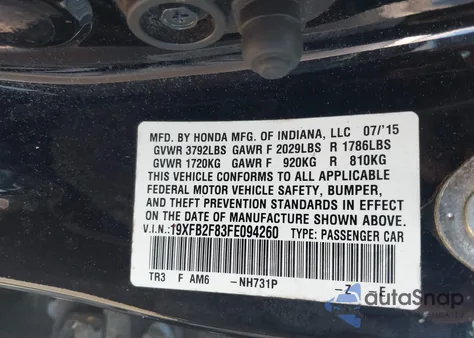 MFD. BY HONDA MFG. OF INDIANA, LLC 07/'15
GVWR 3792LBS GAWR F 2029LBS R 1786LBS
GVWR 1720KG GAWR F 920KG R 810KG
THIS VEHICLE CONFORMS TO ALL APPLICABLE
FEDERAL MOTOR VEHICLE SAFETY, BUMPER,
AND THEFT PREVENTION STANDARDS IN EFFECT
ON THE DATE OF MANUFACTURE SHOWN ABOVE.
V.I.N.:19XFB2F83FE094260 TYPE: PASSENGER CAR
TR3 F AM6 -NH731P -Z -F
autoSnap